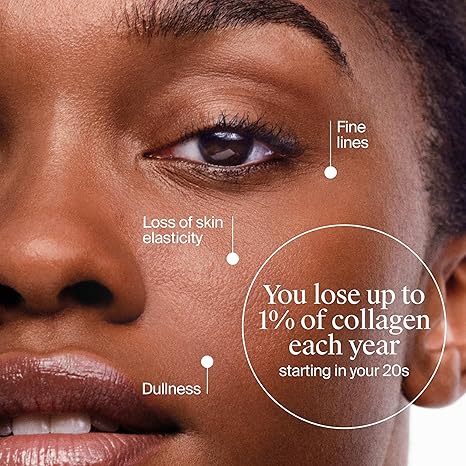 Fine
lines
Loss of skin
elasticity
You lose up to
1% of collagen
each year
starting in your 20s
Dullness